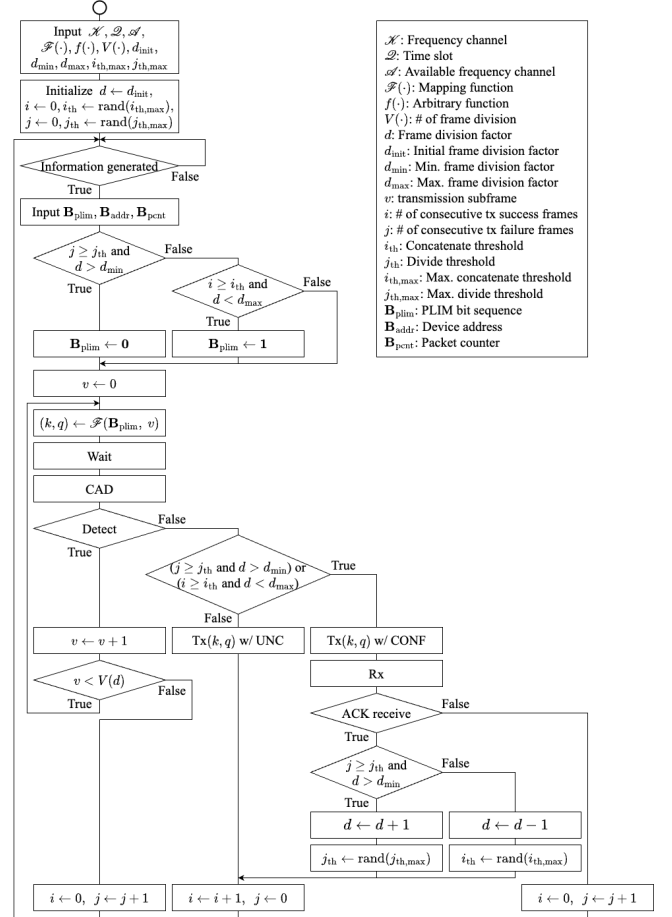 Input 𝒦, 𝒬, 𝒜,
ℱ(·), f(·), V(·), d_init,
d_min, d_max, i_th,max, j_th,max
Initialize d ← d_init,
i ← 0, i_th ← rand(i_th,max),
j ← 0, j_th ← rand(j_th,max)
Information generated
False
True
Input B_plim, B_addr, B_pcnt
j ≥ j_th and
d > d_min
False
True
i ≥ i_th and
d < d_max
False
True
B_plim ← 0
B_plim ← 1
v ← 0
(k, q) ← ℱ(B_plim, v)
Wait
CAD
Detect
False
True
(j ≥ j_th and d > d_min) or
(i ≥ i_th and d < d_max)
True
False
v ← v + 1
Tx(k, q) w/ UNC
Tx(k, q) w/ CONF
v < V(d)
False
True
Rx
ACK receive
False
True
j ≥ j_th and
d > d_min
False
True
d ← d + 1
d ← d − 1
j_th ← rand(j_th,max)
i_th ← rand(i_th,max)
i ← 0, j ← j + 1
i ← i + 1, j ← 0
i ← 0, j ← j + 1
𝒦: Frequency channel
𝒬: Time slot
𝒜: Available frequency channel
ℱ(·): Mapping function
f(·): Arbitrary function
V(·): # of frame division
d: Frame division factor
d_init: Initial frame division factor
d_min: Min. frame division factor
d_max: Max. frame division factor
v: transmission subframe
i: # of consecutive tx success frames
j: # of consecutive tx failure frames
i_th: Concatenate threshold
j_th: Divide threshold
i_th,max: Max. concatenate threshold
j_th,max: Max. divide threshold
B_plim: PLIM bit sequence
B_addr: Device address
B_pcnt: Packet counter